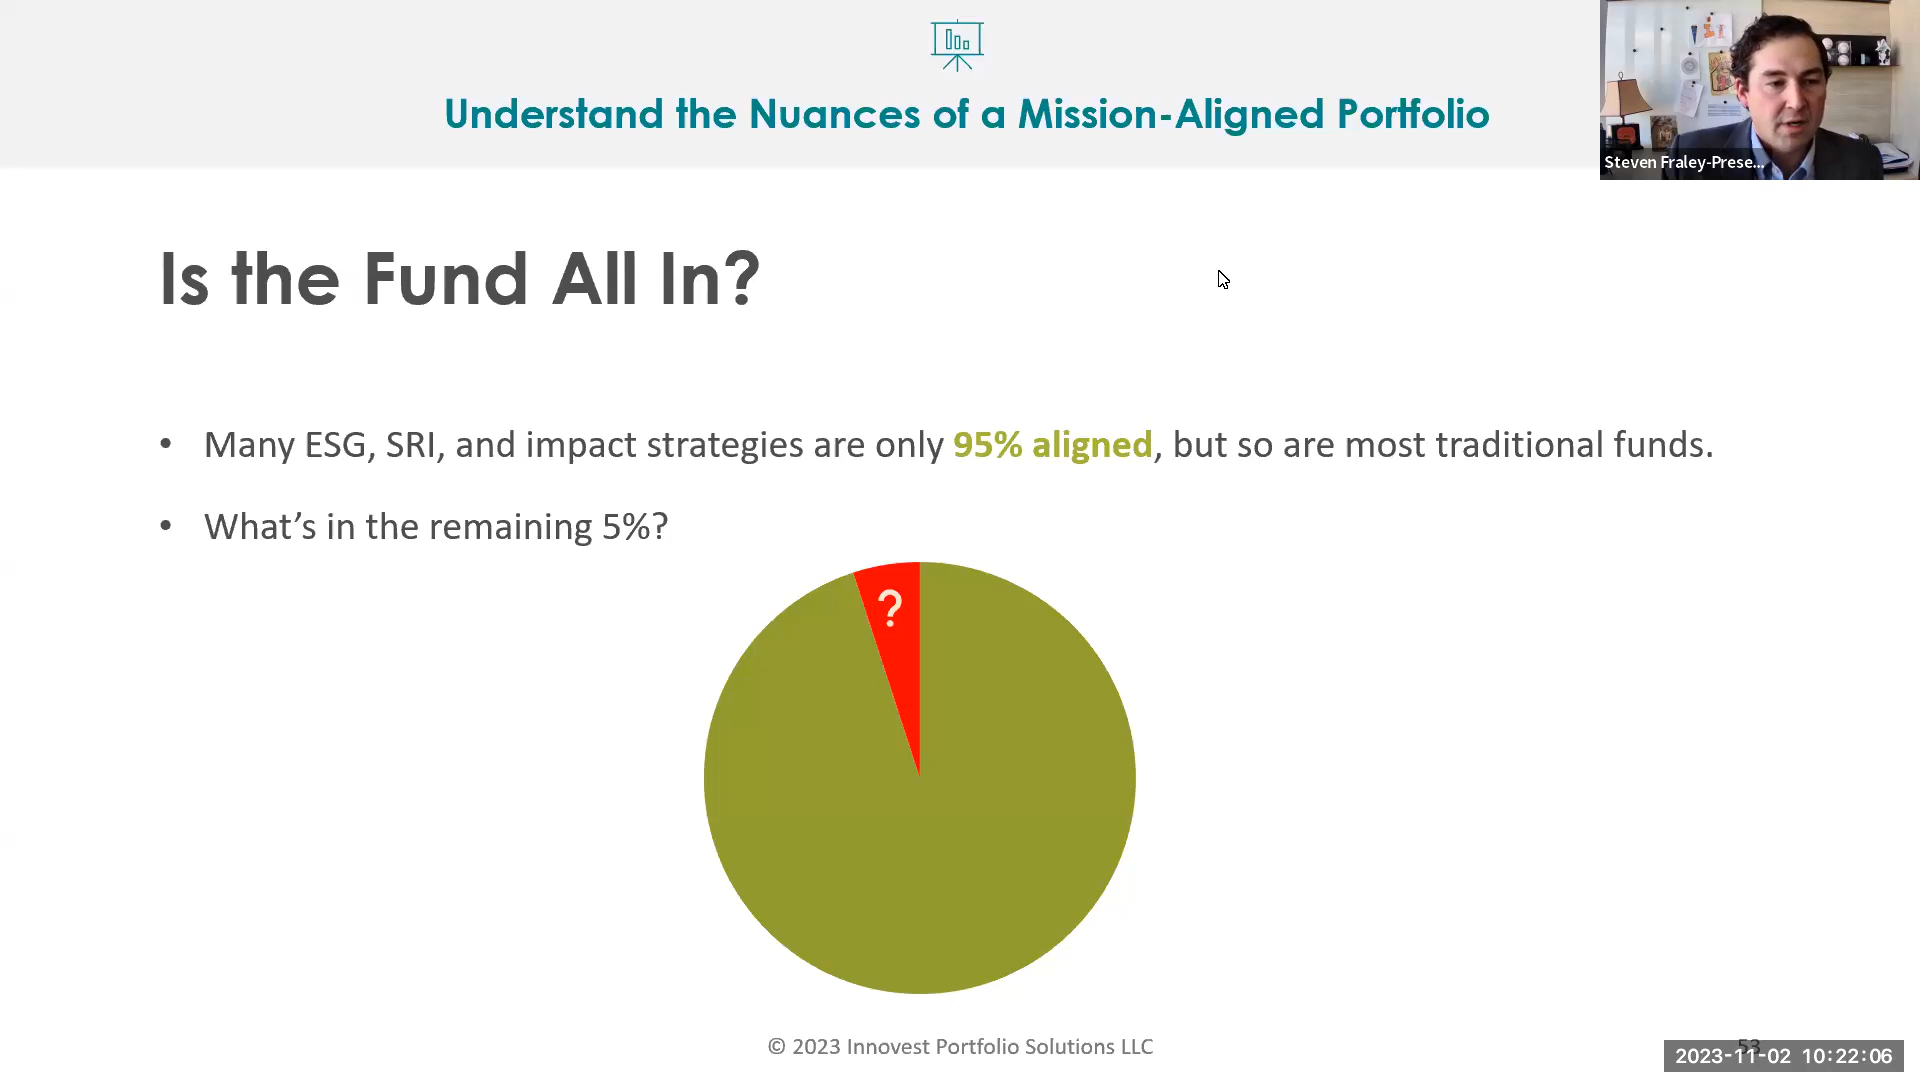 Understand the Nuances of a Mission-Aligned Portfolio
Steven Fraley-Prese...
Is the Fund All In?
• Many ESG, SRI, and impact strategies are only 95% aligned, but so are most traditional funds.
• What’s in the remaining 5%?
?
© 2023 Innovest Portfolio Solutions LLC
53
2023-11-02 10:22:06